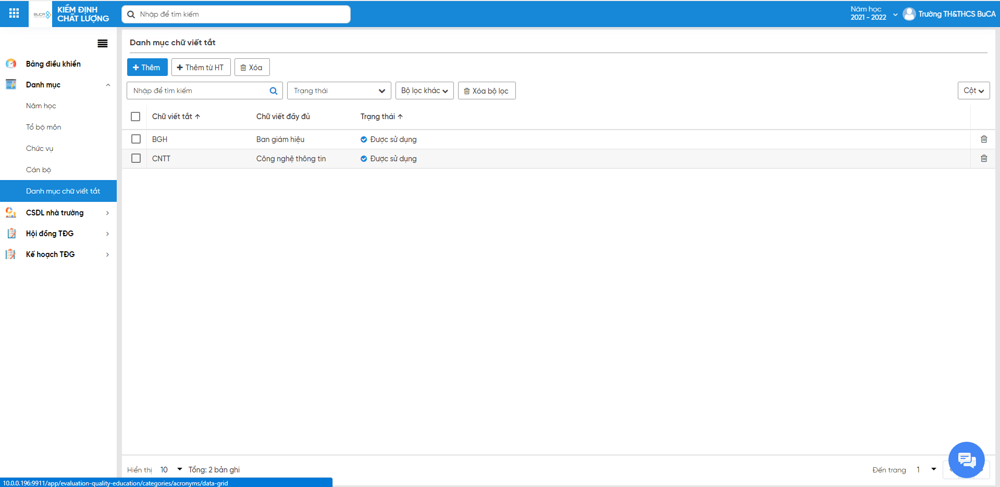 BUCA
KIỂM ĐỊNH
CHẤT LƯỢNG
Nhập để tìm kiếm
Năm học
2021 - 2022
Trường TH&THCS BuCA
Bảng điều khiển
Danh mục
Năm học
Tổ bộ môn
Chức vụ
Cán bộ
Danh mục chữ viết tắt
CSDL nhà trường
Hội đồng TĐG
Kế hoạch TĐG
Danh mục chữ viết tắt
Thêm
Thêm từ HT
Xóa
Nhập để tìm kiếm
Trạng thái
Bộ lọc khác
Xóa bộ lọc
Cột
Chữ viết tắt
Chữ viết đầy đủ
Trạng thái
BGH
Ban giám hiệu
Được sử dụng
CNTT
Công nghệ thông tin
Được sử dụng
Hiển thị
10
Tổng: 2 bản ghi
Đến trang
1
10.0.0.196:9911/app/evaluation-quality-education/categories/acronyms/data-grid